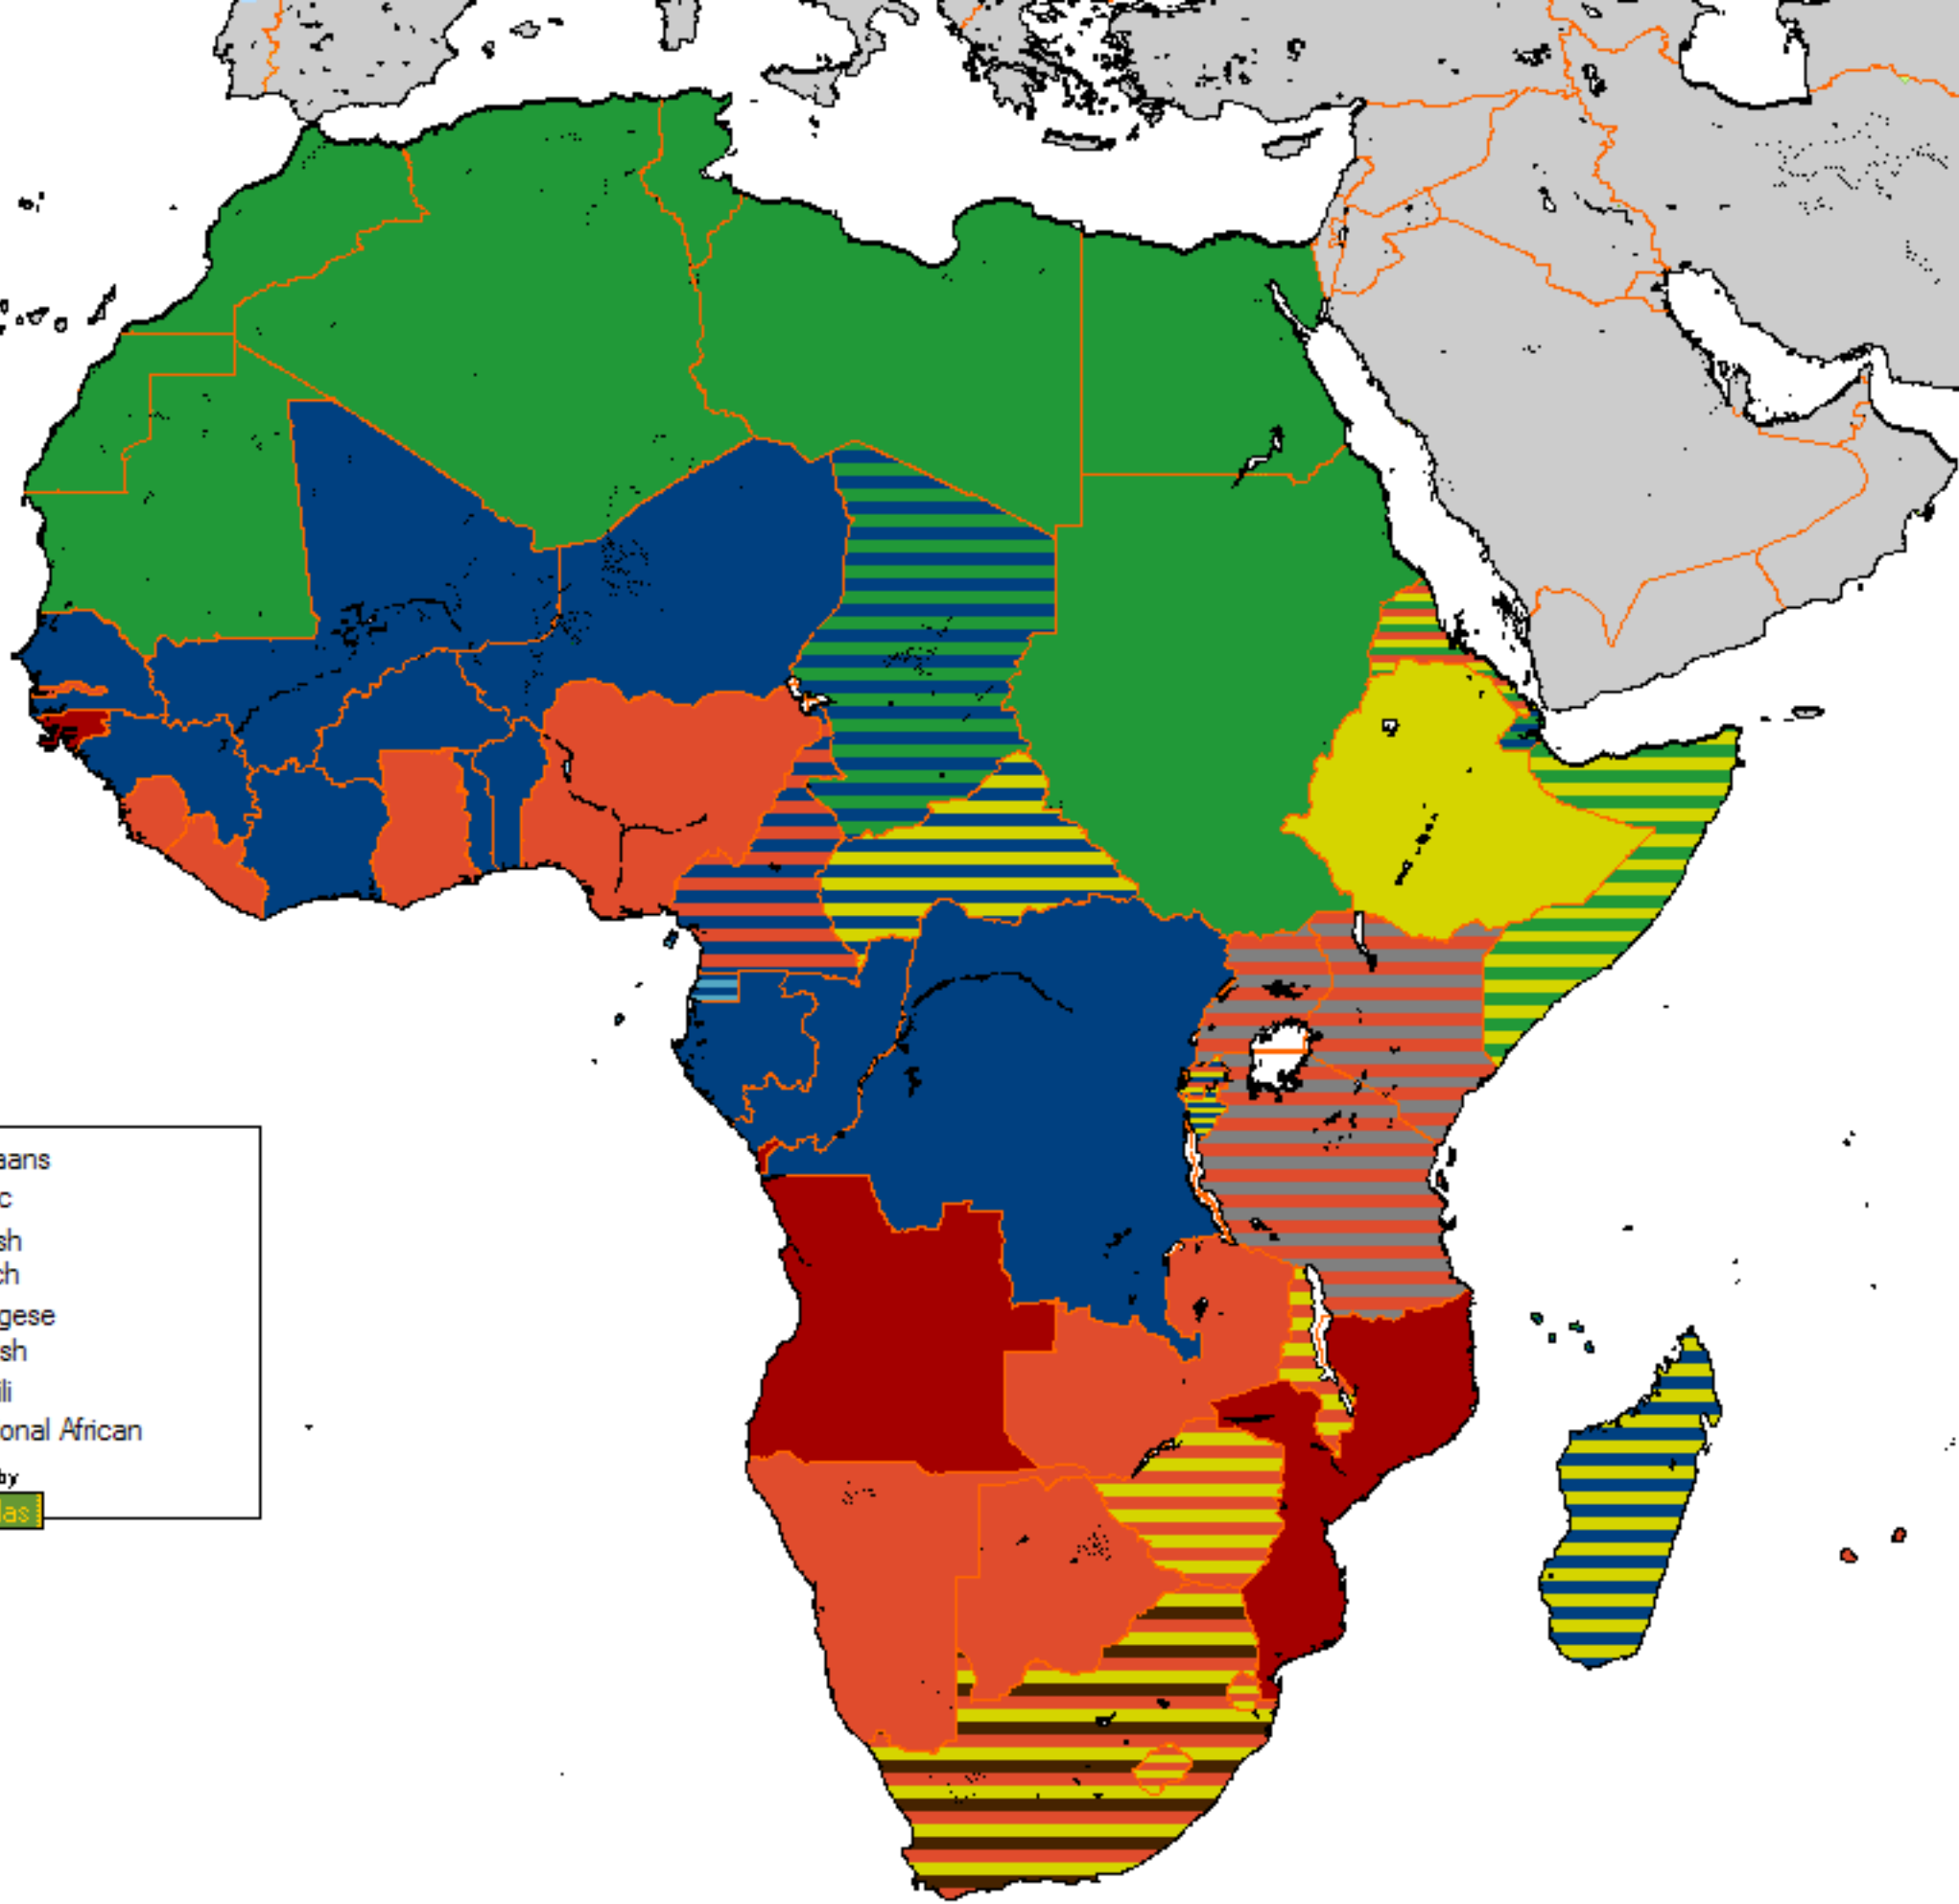 aans
c
sh
ch
gese
sh
ili
onal African
by
las